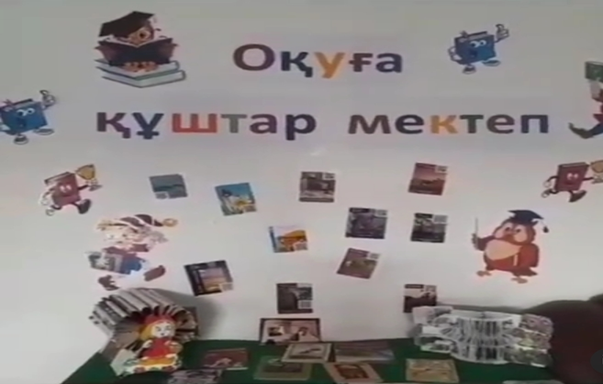 Оқуға
құштар мектеп